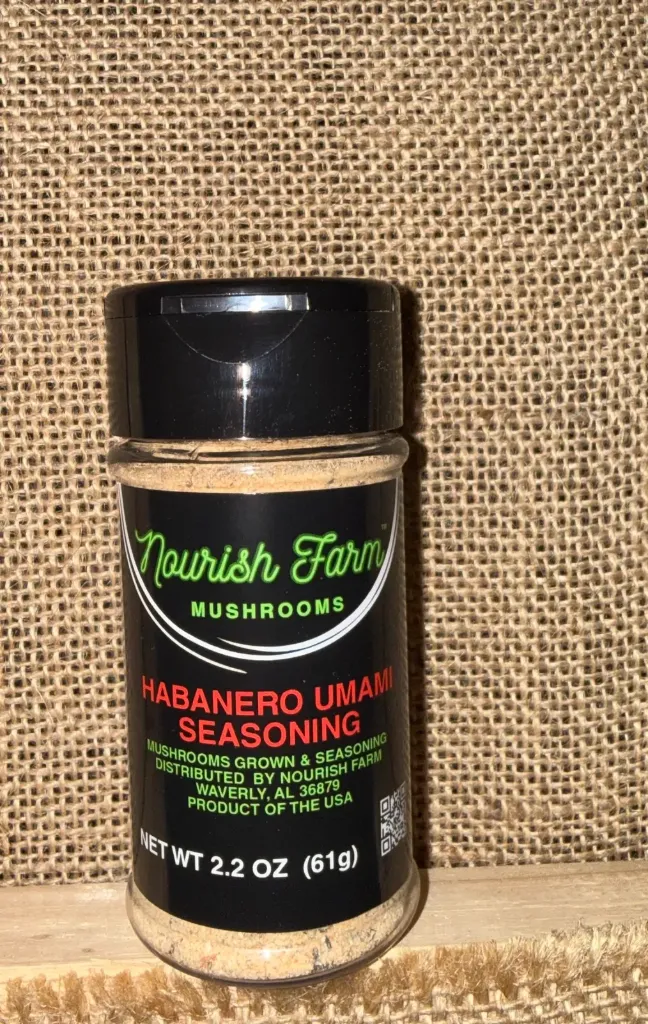 Nourish Farm™
MUSHROOMS
HABANERO UMAMI
SEASONING
MUSHROOMS GROWN & SEASONING
DISTRIBUTED BY NOURISH FARM
WAVERLY, AL 36879
PRODUCT OF THE USA
NET WT 2.2 OZ (61g)